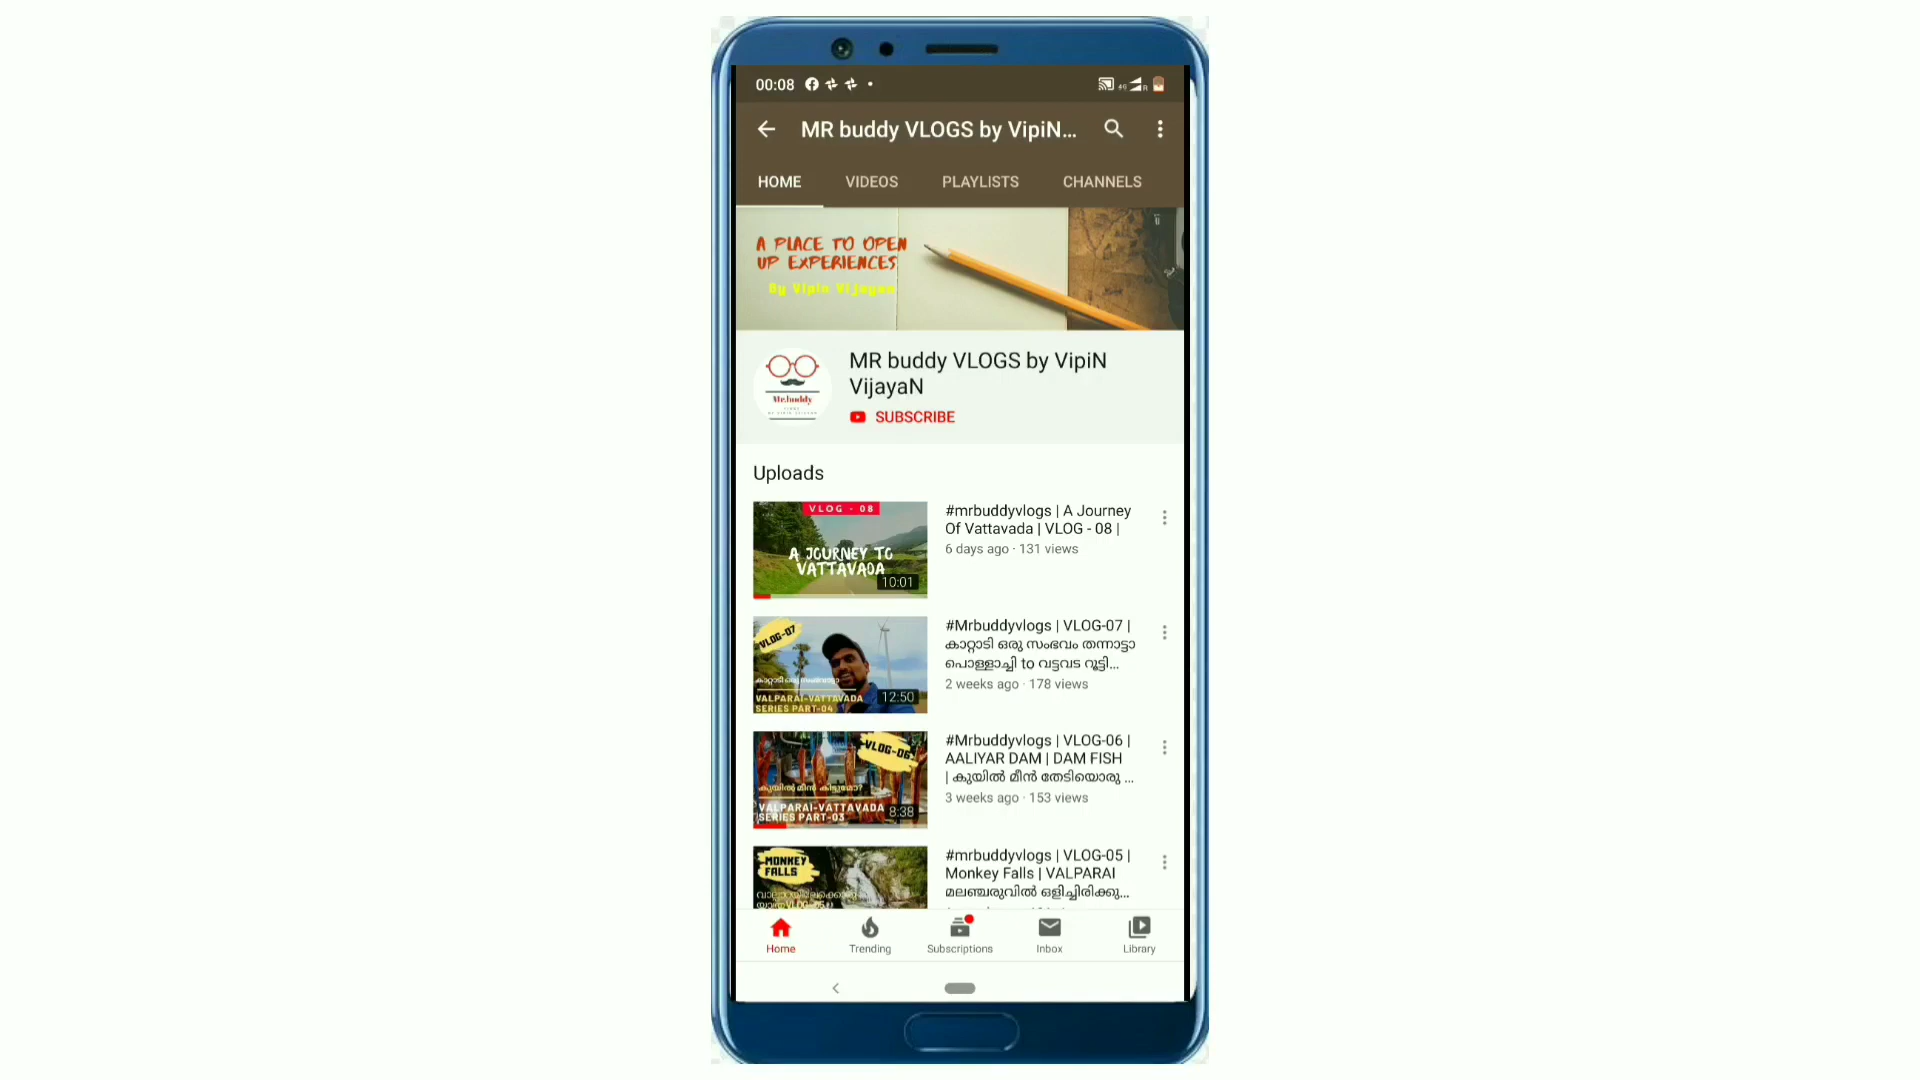 00:08
MR buddy VLOGS by VipiN...
HOME VIDEOS PLAYLISTS CHANNELS
A PLACE TO OPEN
UP EXPERIENCES
By Vipin Vijayan
Mr.buddy
MR buddy VLOGS by VipiN
VijayaN
SUBSCRIBE
Uploads
VLOG - 08
A JOURNEY TO
VATTAVADA
10:01
#mrbuddyvlogs | A Journey
Of Vattavada | VLOG - 08 |
6 days ago · 131 views
VLOG-07
VALPARAI-VATTAVADA
SERIES PART-04
12:50
#Mrbuddyvlogs | VLOG-07 |
കാറ്റാടി ഒരു സംഭവം തന്നാട്ടാ
പൊള്ളാച്ചി to വട്ടവട റൂട്ടി...
2 weeks ago · 178 views
VLOG-06
കുയിൽ മീൻ കിട്ടുമോ?
VALPARAI-VATTAVADA
SERIES PART-03
8:38
#Mrbuddyvlogs | VLOG-06 |
AALIYAR DAM | DAM FISH
| കുയിൽ മീൻ തേടിയൊരു ...
3 weeks ago · 153 views
MONKEY
FALLS
#mrbuddyvlogs | VLOG-05 |
Monkey Falls | VALPARAI
മലഞ്ചരുവിൽ ഒളിച്ചിരിക്കു...
Home Trending Subscriptions Inbox Library